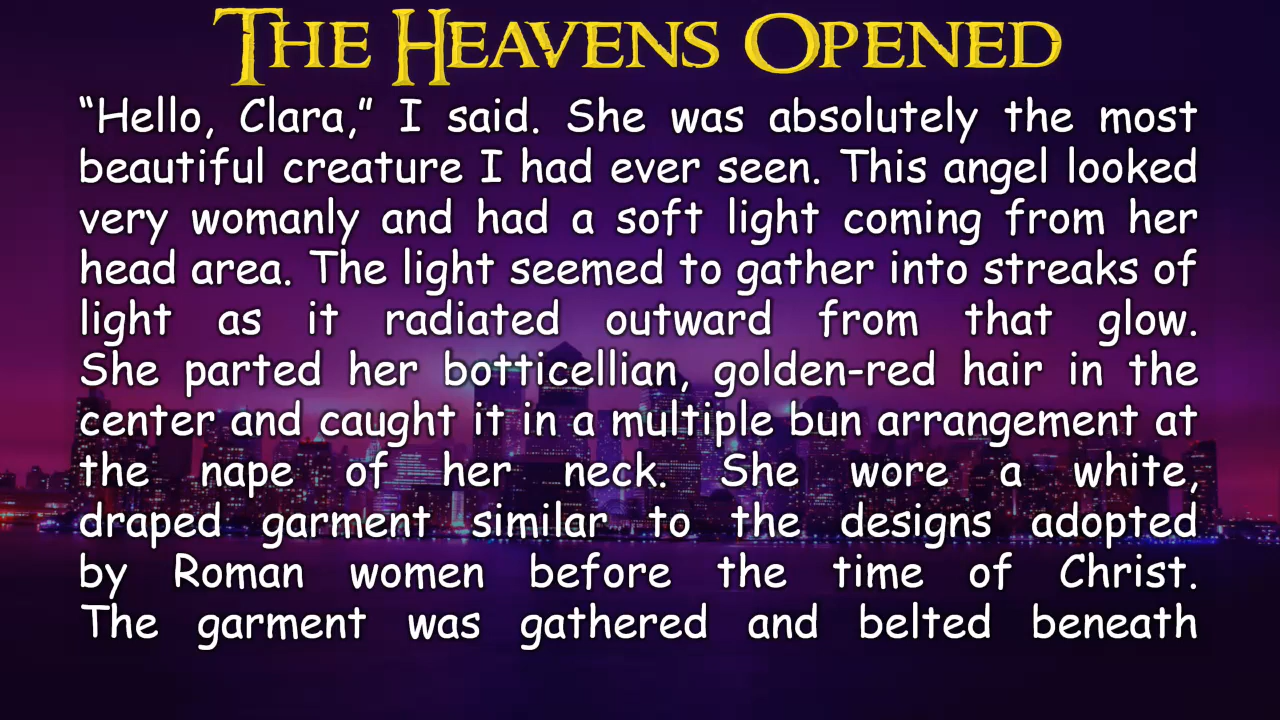 THE HEAVENS OPENED
“Hello, Clara,” I said. She was absolutely the most
beautiful creature I had ever seen. This angel looked
very womanly and had a soft light coming from her
head area. The light seemed to gather into streaks of
light as it radiated outward from that glow.
She parted her botticellian, golden-red hair in the
center and caught it in a multiple bun arrangement at
the nape of her neck. She wore a white,
draped garment similar to the designs adopted
by Roman women before the time of Christ.
The garment was gathered and belted beneath